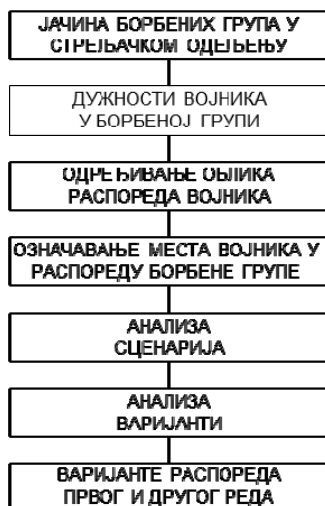 ЈАЧИНА БОРБЕНИХ ГРУПА У
СТРЕЉАЧКОМ ОДЕЉЕЊУ
ДУЖНОСТИ ВОЈНИКА
У БОРБЕНОЈ ГРУПИ
ОДРЕЂИВАЊЕ ОБЛИКА
РАСПОРЕДА ВОЈНИКА
ОЗНАЧАВАЊЕ МЕСТА ВОЈНИКА У
РАСПОРЕДУ БОРБЕНЕ ГРУПЕ
АНАЛИЗА
СЦЕНАРИЈА
АНАЛИЗА
ВАРИЈАНТИ
ВАРИЈАНТЕ РАСПОРЕДА
ПРВОГ И ДРУГОГ РЕДА